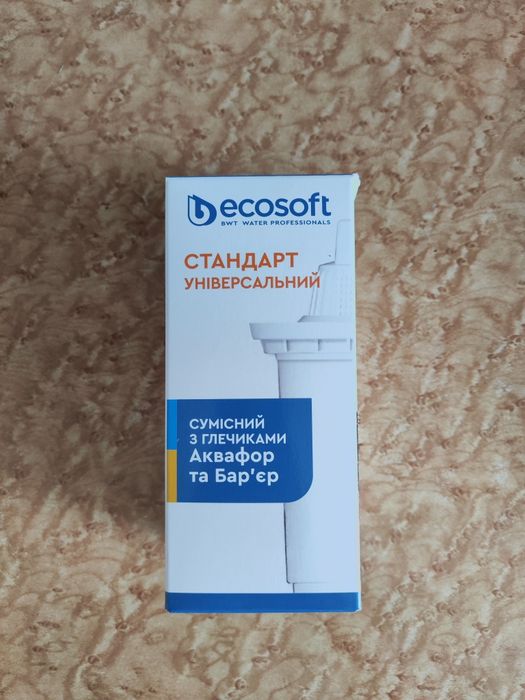 ecosoft
BWT WATER PROFESSIONALS
СТАНДАРТ
УНІВЕРСАЛЬНИЙ
СУМІСНИЙ
З ГЛЕЧИКАМИ
Аквафор
та Бар'єр